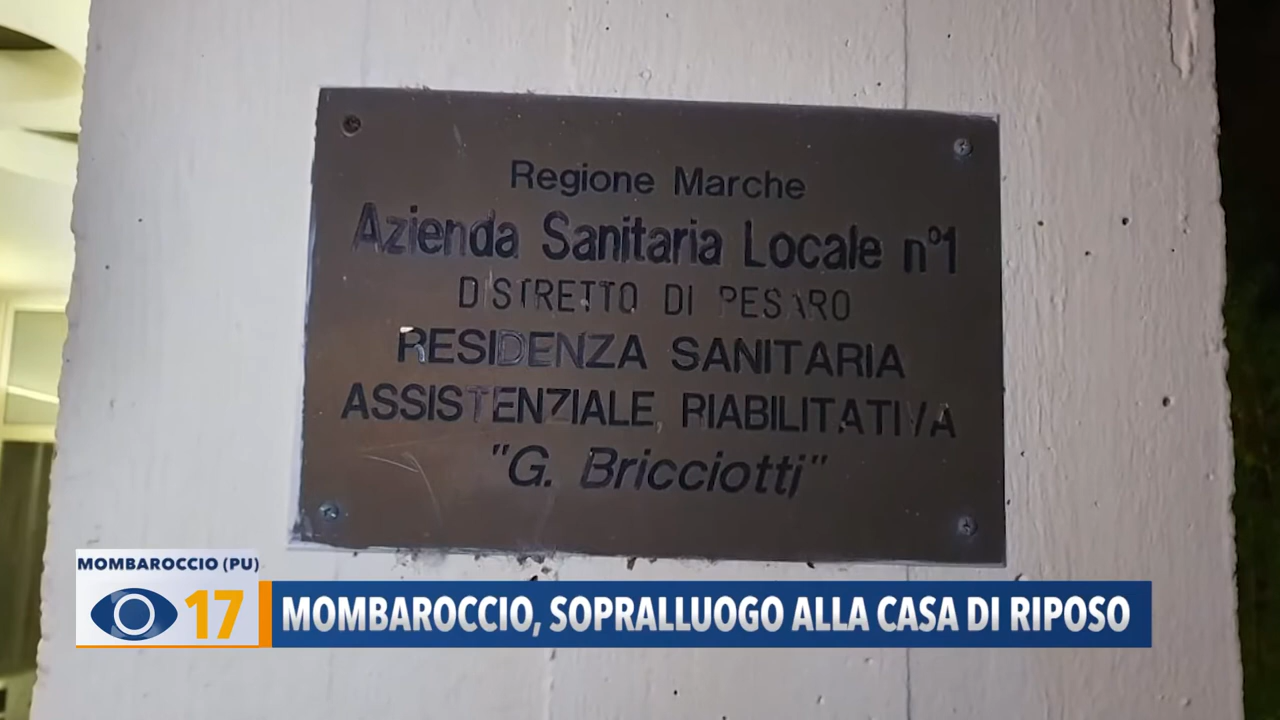 Regione Marche
Azienda Sanitaria Locale n°1
DISTRETTO DI PESARO
RESIDENZA SANITARIA
ASSISTENZIALE, RIABILITATIVA
"G. Bricciotti"
MOMBAROCCIO (PU)
17
MOMBAROCCIO, SOPRALLUOGO ALLA CASA DI RIPOSO